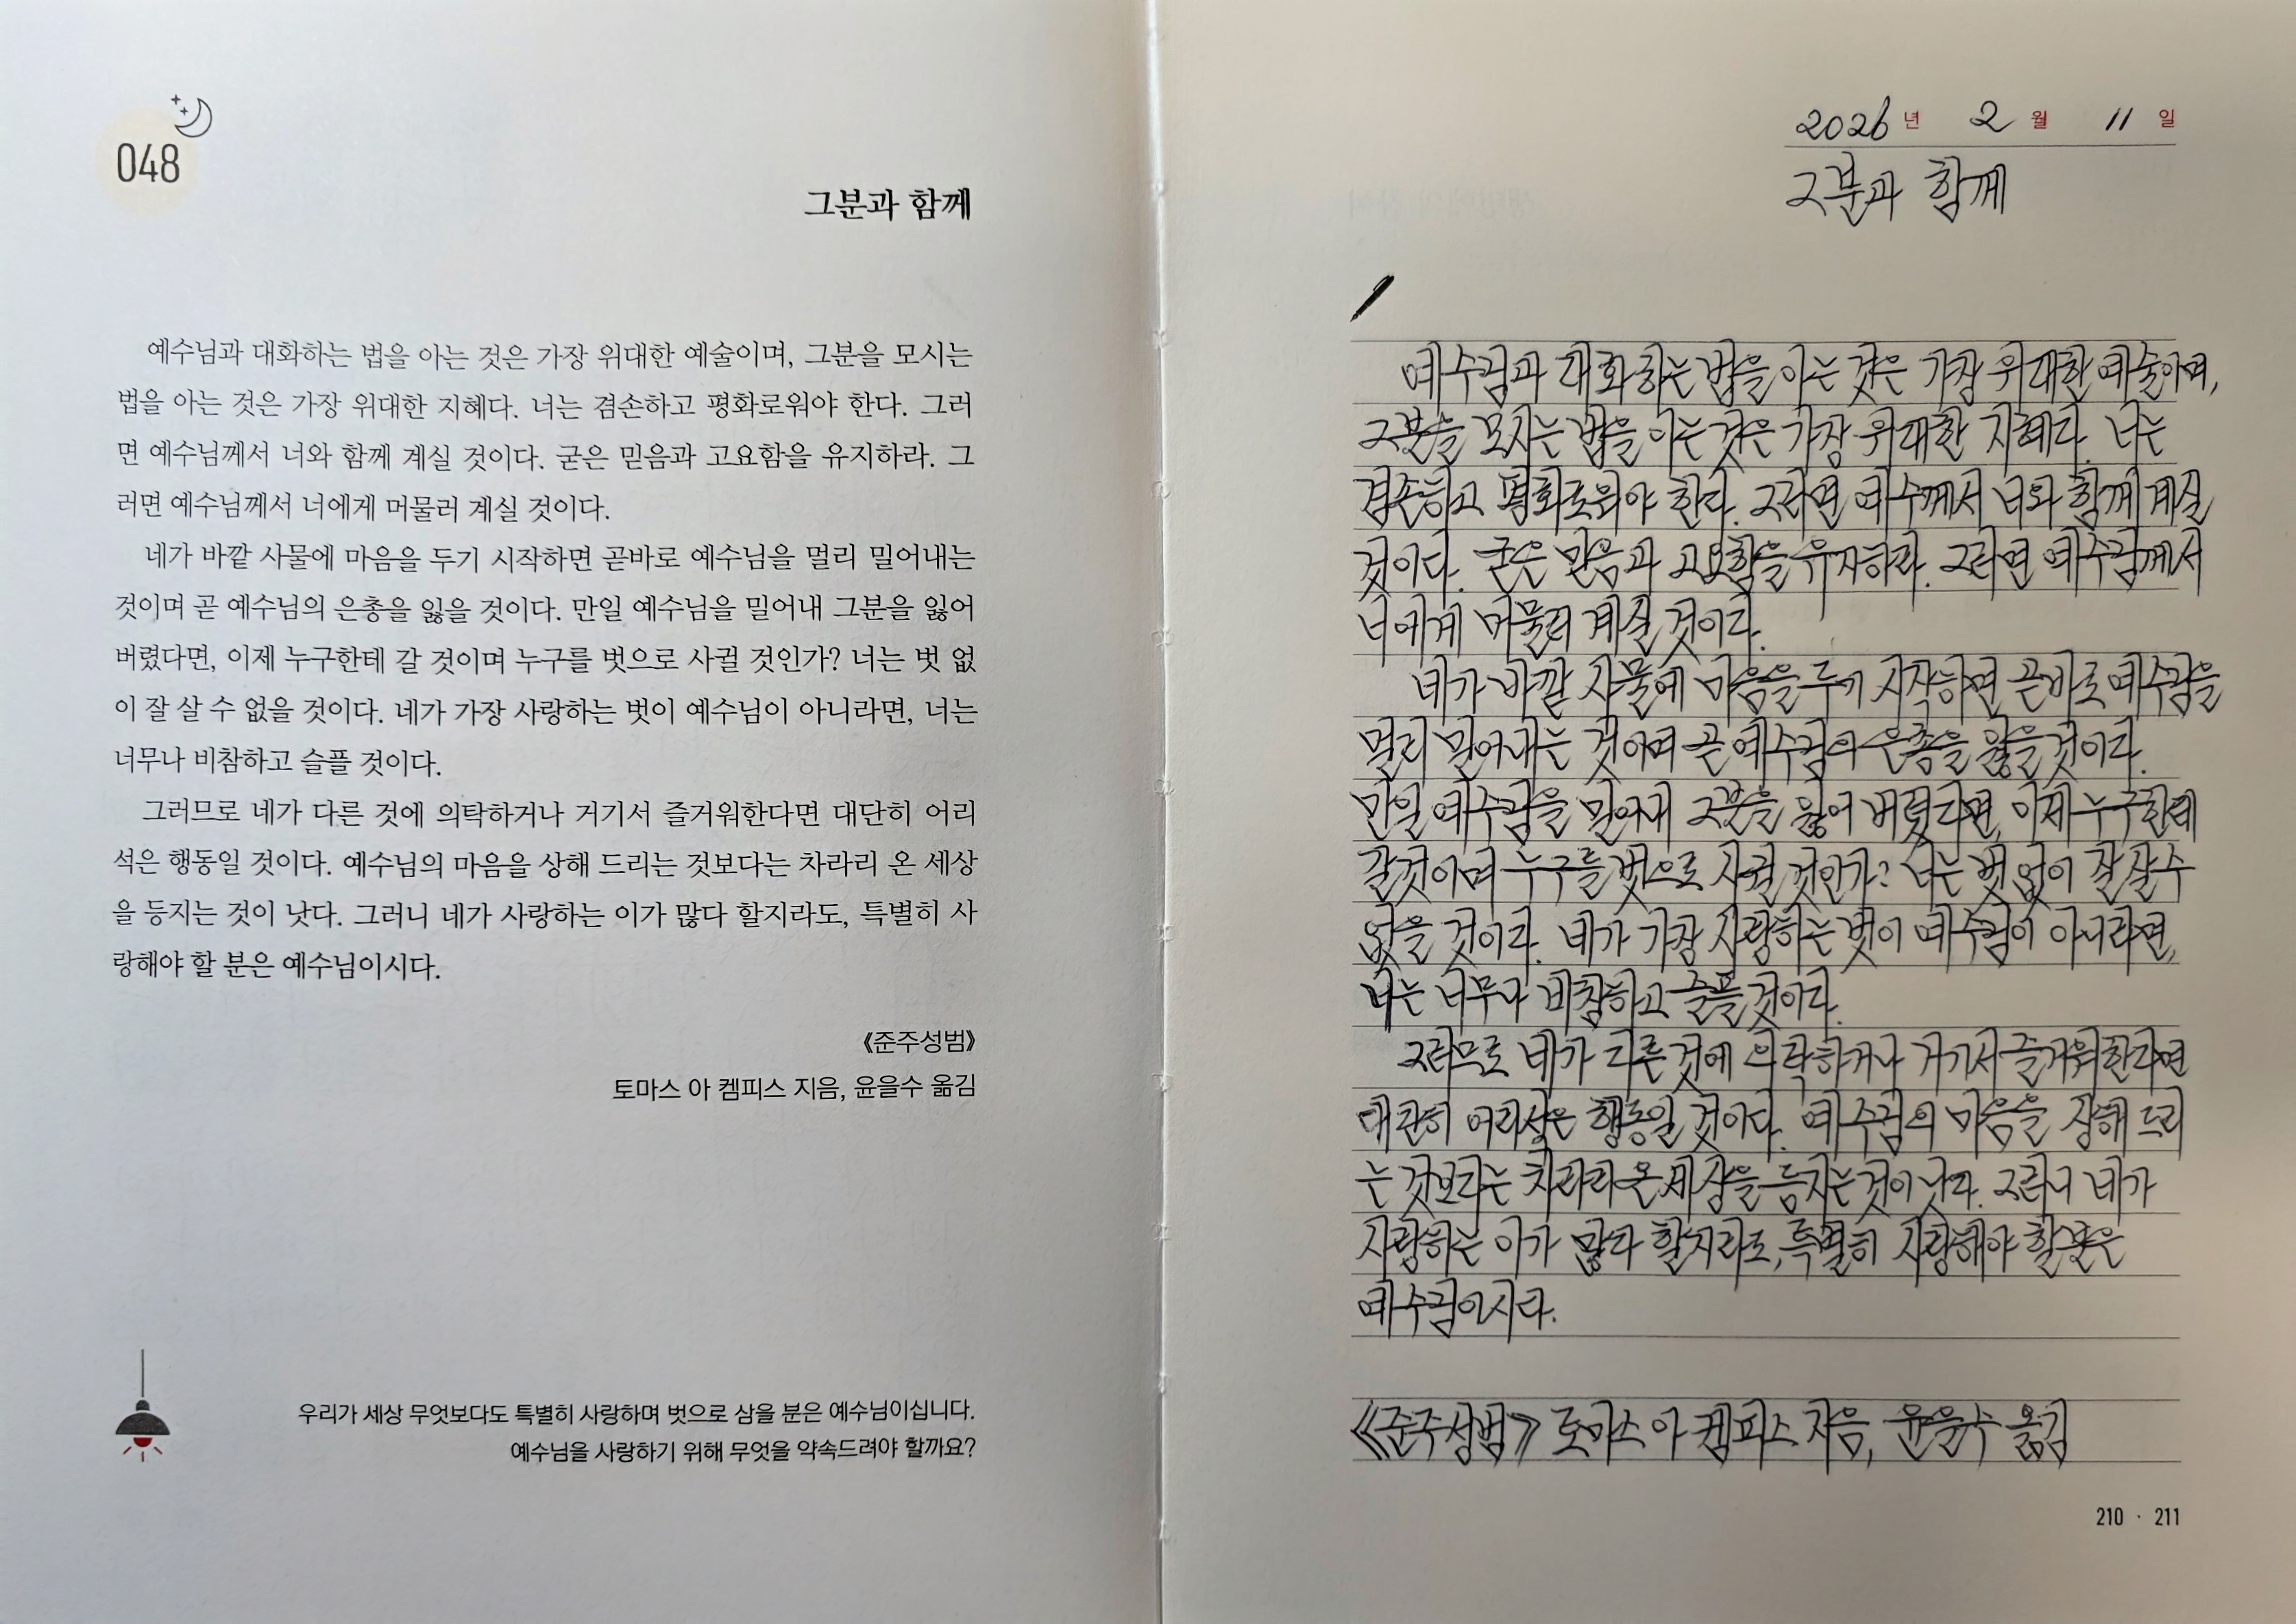 048
그분과 함께
예수님과 대화하는 법을 아는 것은 가장 위대한 예술이며, 그분을 모시는
법을 아는 것은 가장 위대한 지혜다. 너는 겸손하고 평화로워야 한다. 그러
면 예수님께서 너와 함께 계실 것이다. 굳은 믿음과 고요함을 유지하라. 그
러면 예수님께서 너에게 머물러 계실 것이다.
네가 바깥 사물에 마음을 두기 시작하면 곧바로 예수님을 멀리 밀어내는
것이며 곧 예수님의 은총을 잃을 것이다. 만일 예수님을 밀어내 그분을 잃어
버렸다면, 이제 누구한테 갈 것이며 누구를 벗으로 사귈 것인가? 너는 벗 없
이 잘 살 수 없을 것이다. 네가 가장 사랑하는 벗이 예수님이 아니라면, 너는
너무나 비참하고 슬플 것이다.
그러므로 네가 다른 것에 의탁하거나 거기서 즐거워한다면 대단히 어리
석은 행동일 것이다. 예수님의 마음을 상해 드리는 것보다는 차라리 온 세상
을 등지는 것이 낫다. 그러니 네가 사랑하는 이가 많다 할지라도, 특별히 사
랑해야 할 분은 예수님이시다.
《준주성범》
토마스 아 켐피스 지음, 윤을수 옮김
우리가 세상 무엇보다도 특별히 사랑하며 벗으로 삼을 분은 예수님이십니다.
예수님을 사랑하기 위해 무엇을 약속드려야 할까요?
2026년 2월 11일
그분과 함께
예수님과 대화하는 법을 아는 것은 가장 위대한 예술이며,
그분을 모시는 법을 아는 것은 가장 위대한 지혜다. 너는
겸손하고 평화로워야 한다. 그러면 예수께서 너와 함께 계실
것이다. 굳은 믿음과 고요함을 유지하라. 그러면 예수님께서
너에게 머물러 계실 것이다.
네가 바깥 사물에 마음을 두기 시작하면 곧바로 예수님을
멀리 밀어내는 것이며 곧 예수님의 은총을 잃을 것이다.
만일 예수님을 밀어내 그분을 잃어 버렸다면, 이제 누구한테
갈것이며 누구를 벗으로 사귈 것인가? 너는 벗 없이 잘 살 수
없을 것이다. 네가 가장 사랑하는 벗이 예수님이 아니라면,
너는 너무나 비참하고 슬플 것이다.
그러므로 네가 다른 것에 의탁하거나 거기서 즐거워한다면
대단히 어리석은 행동일 것이다. 예수님의 마음을 상해 드리
는 것보다는 차라리 온 세상을 등지는 것이 낫다. 그러니 네가
사랑하는 이가 많다 할지라도, 특별히 사랑해야 할 분은
예수님이시다.
《준주성범》 토마스 아 켐피스 지음, 윤을수 옮김
210 · 211